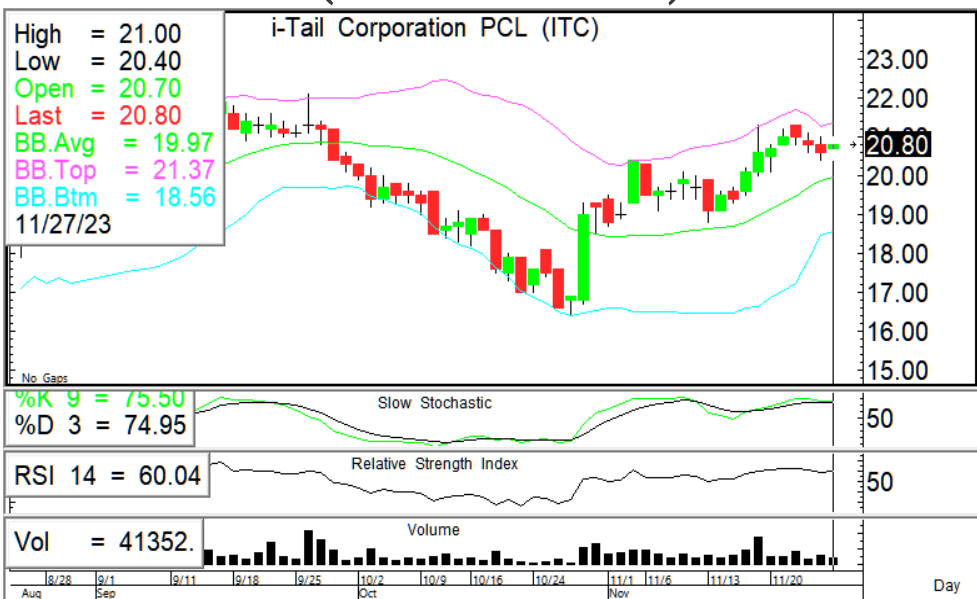 i-Tail Corporation PCL (ITC)
High = 21.00
Low = 20.40
Open = 20.70
Last = 20.80
BB.Avg = 19.97
BB.Top = 21.37
BB.Btm = 18.56
11/27/23
23.00
22.00
20.80
20.00
19.00
18.00
17.00
16.00
15.00
No Gaps
%K 9 = 75.50
%D 3 = 74.95
Slow Stochastic
50
RSI 14 = 60.04
Relative Strength Index
50
Vol = 41352.
Volume
8/28 9/1 9/11 9/18 9/25 10/2 10/9 10/16 10/24 11/1 11/6 11/13 11/20
Aug Sep Oct Nov
Day